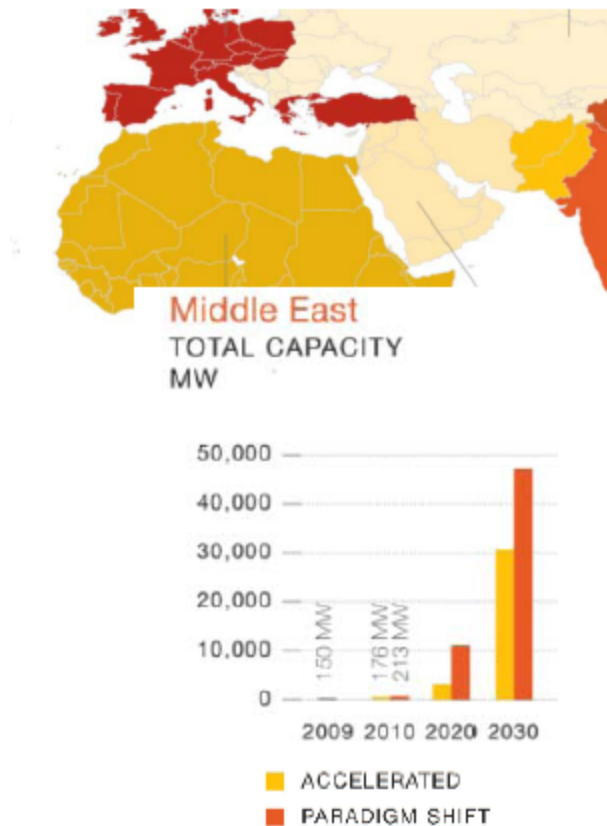 Middle East
TOTAL CAPACITY
MW
50,000
40,000
30,000
20,000
10,000
0
150 MW
176 MW
213 MW
2009 2010 2020 2030
ACCELERATED
PARADIGM SHIFT